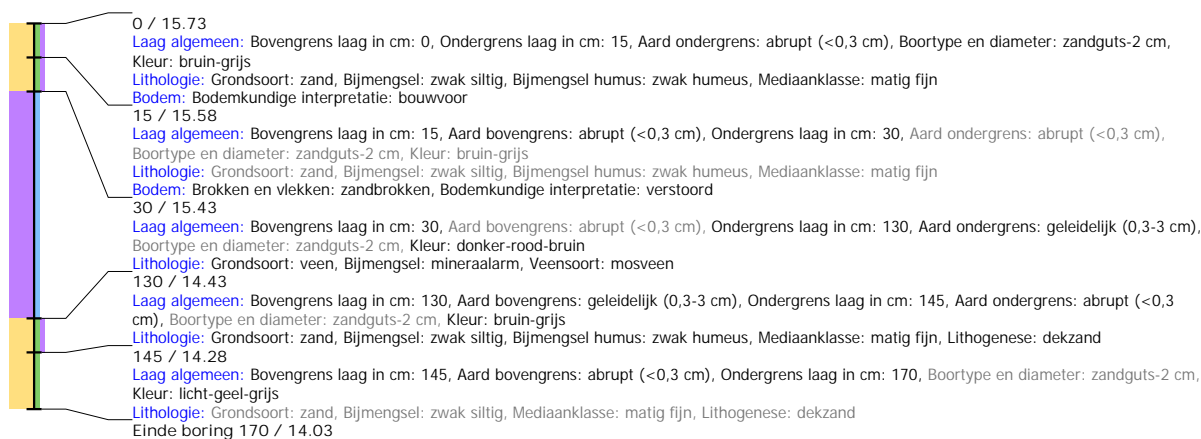 0 / 15.73
Laag algemeen: Bovengrens laag in cm: 0, Ondergrens laag in cm: 15, Aard ondergrens: abrupt (<0,3 cm), Boortype en diameter: zandguts-2 cm,
Kleur: bruin-grijs
Lithologie: Grondsoort: zand, Bijmengsel: zwak siltig, Bijmengsel humus: zwak humeus, Mediaanklasse: matig fijn
Bodem: Bodemkundige interpretatie: bouwvoor
15 / 15.58
Laag algemeen: Bovengrens laag in cm: 15, Aard bovengrens: abrupt (<0,3 cm), Ondergrens laag in cm: 30, Aard ondergrens: abrupt (<0,3 cm),
Boortype en diameter: zandguts-2 cm, Kleur: bruin-grijs
Lithologie: Grondsoort: zand, Bijmengsel: zwak siltig, Bijmengsel humus: zwak humeus, Mediaanklasse: matig fijn
Bodem: Brokken en vlekken: zandbrokken, Bodemkundige interpretatie: verstoord
30 / 15.43
Laag algemeen: Bovengrens laag in cm: 30, Aard bovengrens: abrupt (<0,3 cm), Ondergrens laag in cm: 130, Aard ondergrens: geleidelijk (0,3-3 cm),
Boortype en diameter: zandguts-2 cm, Kleur: donker-rood-bruin
Lithologie: Grondsoort: veen, Bijmengsel: mineraalarm, Veensoort: mosveen
130 / 14.43
Laag algemeen: Bovengrens laag in cm: 130, Aard bovengrens: geleidelijk (0,3-3 cm), Ondergrens laag in cm: 145, Aard ondergrens: abrupt (<0,3
cm), Boortype en diameter: zandguts-2 cm, Kleur: bruin-grijs
Lithologie: Grondsoort: zand, Bijmengsel: zwak siltig, Bijmengsel humus: zwak humeus, Mediaanklasse: matig fijn, Lithogenese: dekzand
145 / 14.28
Laag algemeen: Bovengrens laag in cm: 145, Aard bovengrens: abrupt (<0,3 cm), Ondergrens laag in cm: 170, Boortype en diameter: zandguts-2 cm,
Kleur: licht-geel-grijs
Lithologie: Grondsoort: zand, Bijmengsel: zwak siltig, Mediaanklasse: matig fijn, Lithogenese: dekzand
Einde boring 170 / 14.03